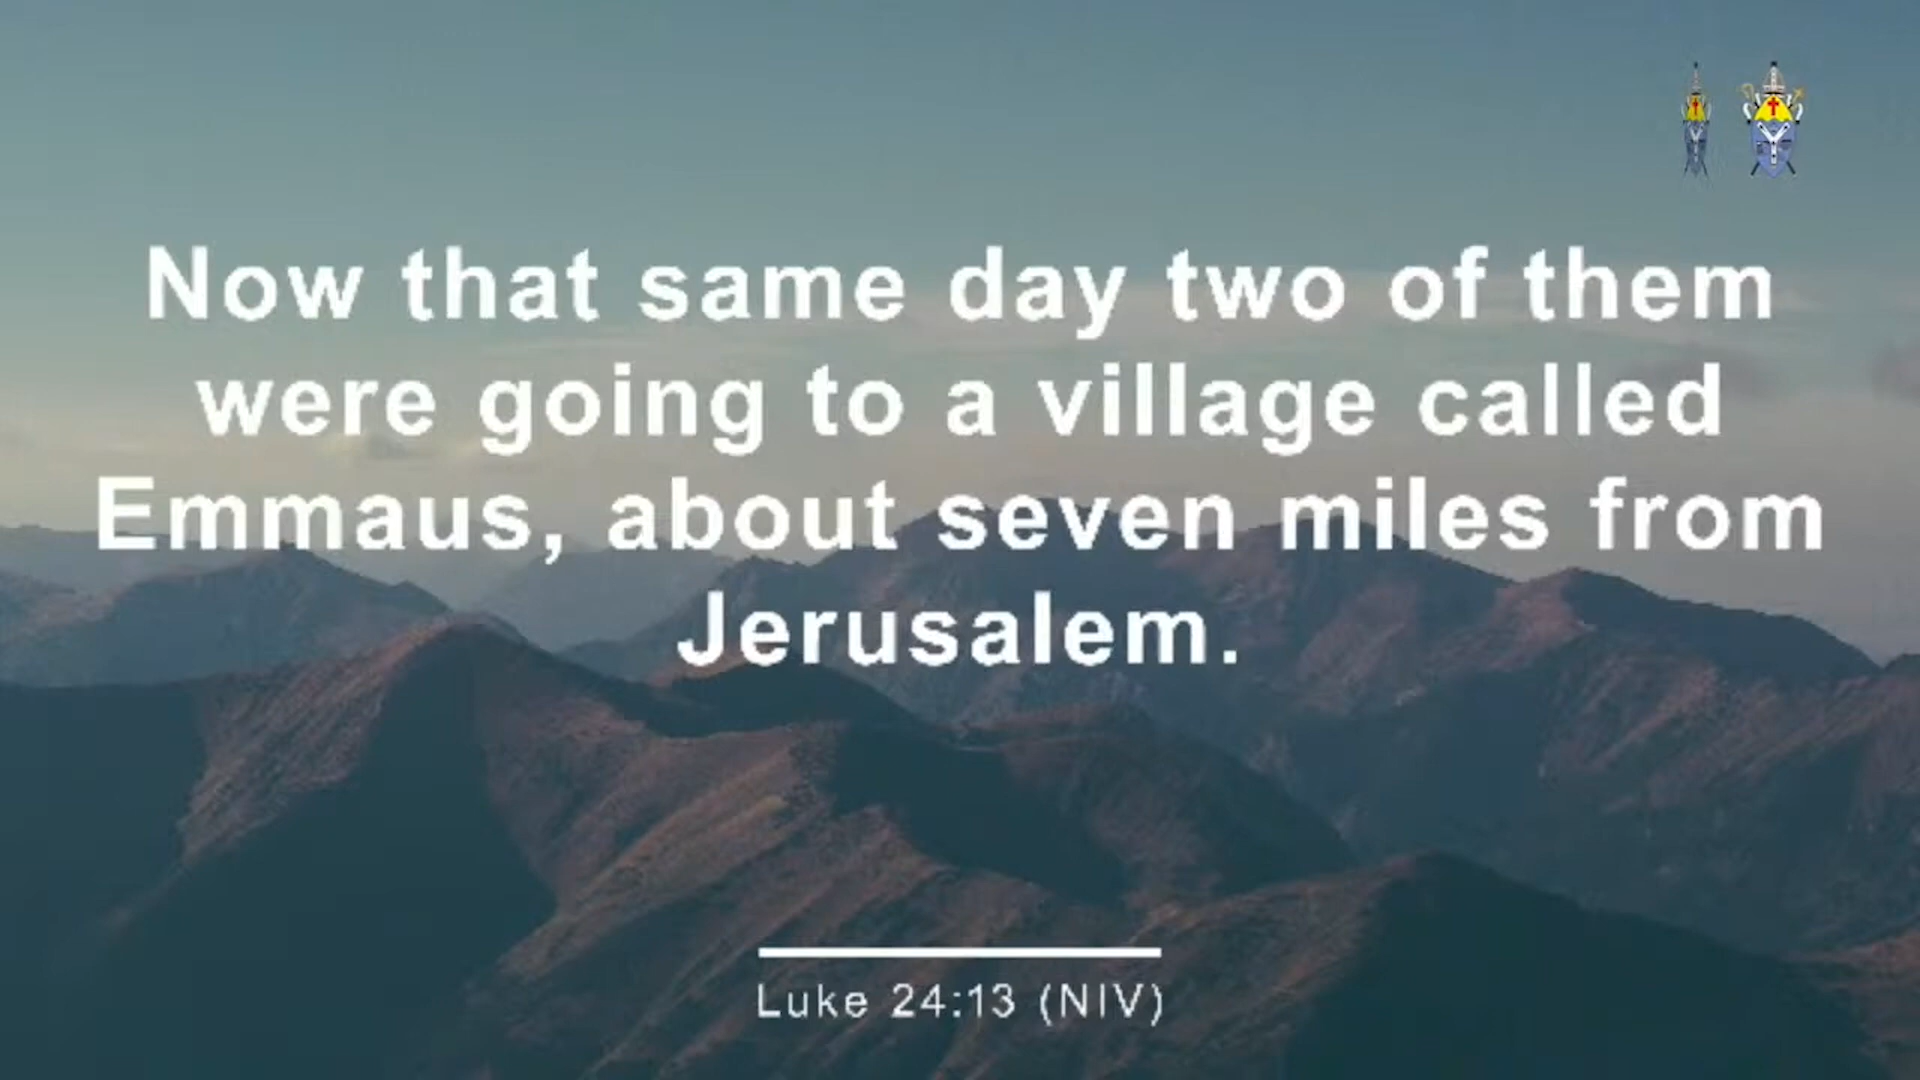 Now that same day two of them
were going to a village called
Emmaus, about seven miles from
Jerusalem.
Luke 24:13 (NIV)